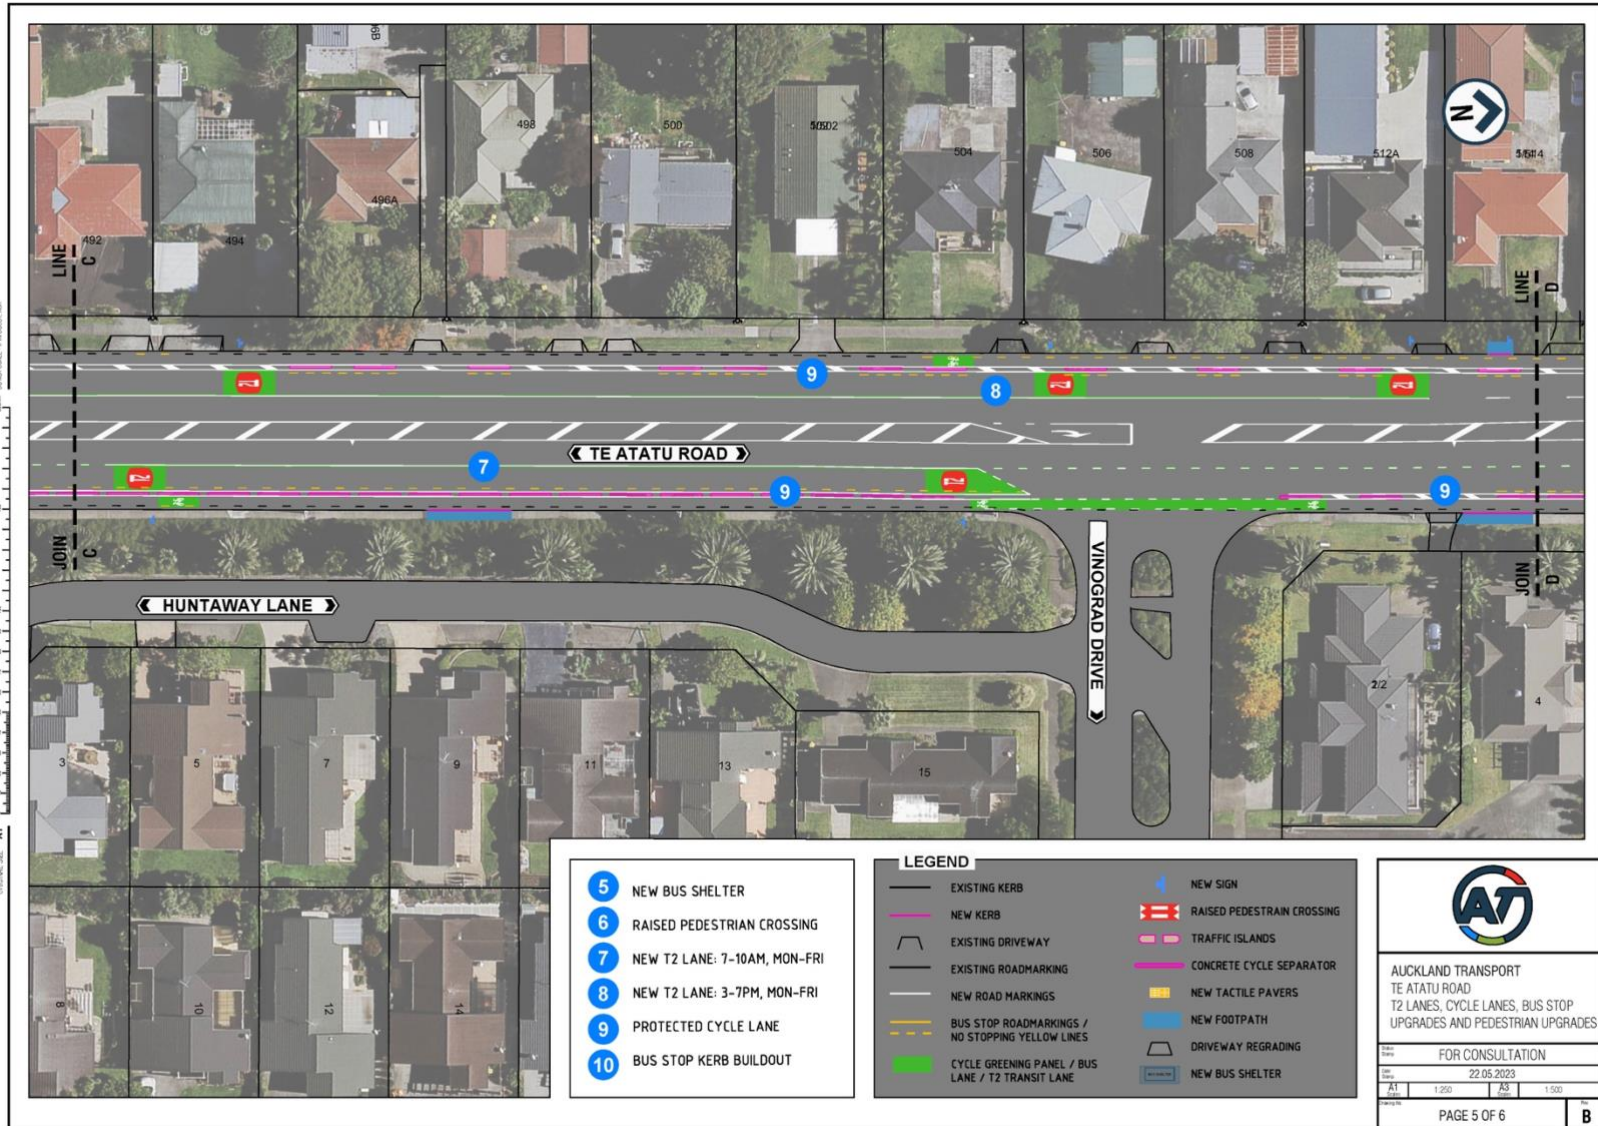 6B
498
500
504
506
508
512A
496A
492
494
N
LINE
C
LINE
D
9
8
TE ATATU ROAD
7
9
9
JOIN
C
JOIN
D
HUNTAWAY LANE
VINOGRAD DRIVE
2/2
4
3
5
7
9
11
13
15
8
10
12
14
5 NEW BUS SHELTER
6 RAISED PEDESTRIAN CROSSING
7 NEW T2 LANE: 7-10AM, MON-FRI
8 NEW T2 LANE: 3-7PM, MON-FRI
9 PROTECTED CYCLE LANE
10 BUS STOP KERB BUILDOUT
LEGEND
EXISTING KERB
NEW KERB
EXISTING DRIVEWAY
EXISTING ROADMARKING
NEW ROAD MARKINGS
BUS STOP ROADMARKINGS /
NO STOPPING YELLOW LINES
CYCLE GREENING PANEL / BUS
LANE / T2 TRANSIT LANE
NEW SIGN
RAISED PEDESTRAIN CROSSING
TRAFFIC ISLANDS
CONCRETE CYCLE SEPARATOR
NEW TACTILE PAVERS
NEW FOOTPATH
DRIVEWAY REGRADING
NEW BUS SHELTER
AT
AUCKLAND TRANSPORT
TE ATATU ROAD
T2 LANES, CYCLE LANES, BUS STOP
UPGRADES AND PEDESTRIAN UPGRADES
FOR CONSULTATION
22.05.2023
A1 1:250 A3 1:500
PAGE 5 OF 6
B